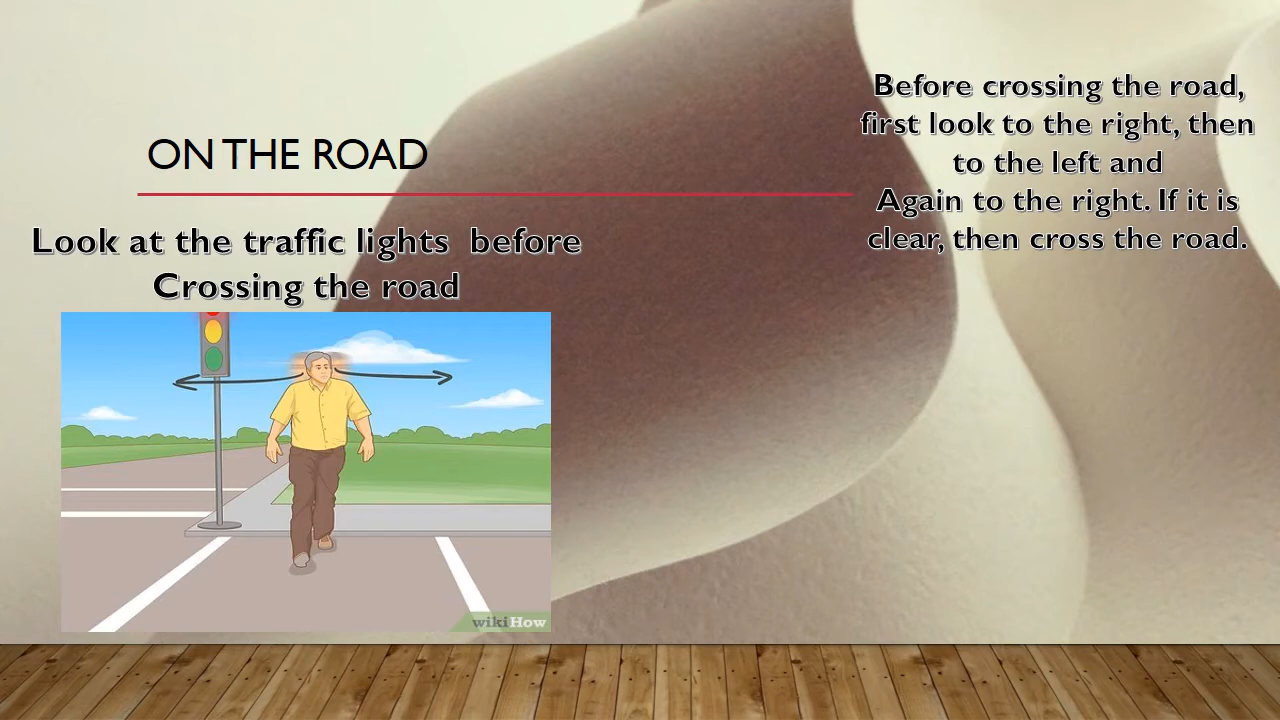 ON THE ROAD
Look at the traffic lights  before
Crossing the road
Before crossing the road,
first look to the right, then
to the left and
Again to the right. If it is
clear, then cross the road.
wikiHow